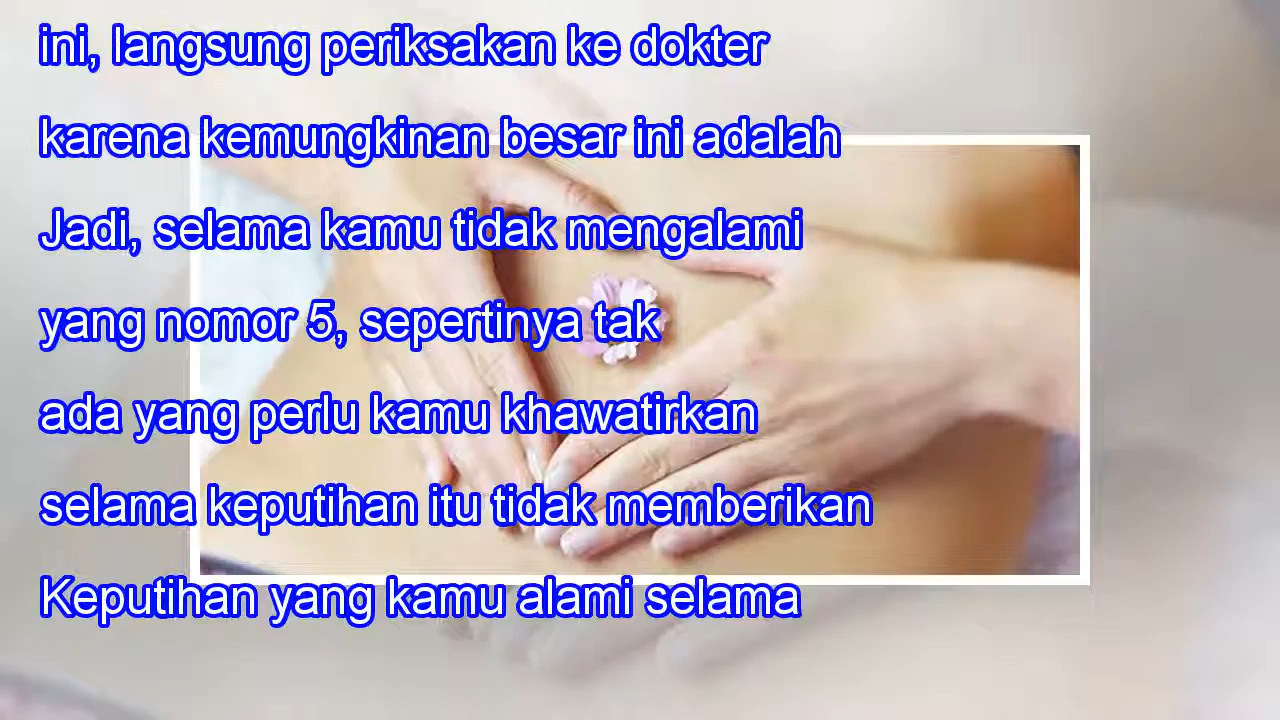 ini, langsung periksakan ke dokter
karena kemungkinan besar ini adalah
Jadi, selama kamu tidak mengalami
yang nomor 5, sepertinya tak
ada yang perlu kamu khawatirkan
selama keputihan itu tidak memberikan
Keputihan yang kamu alami selama